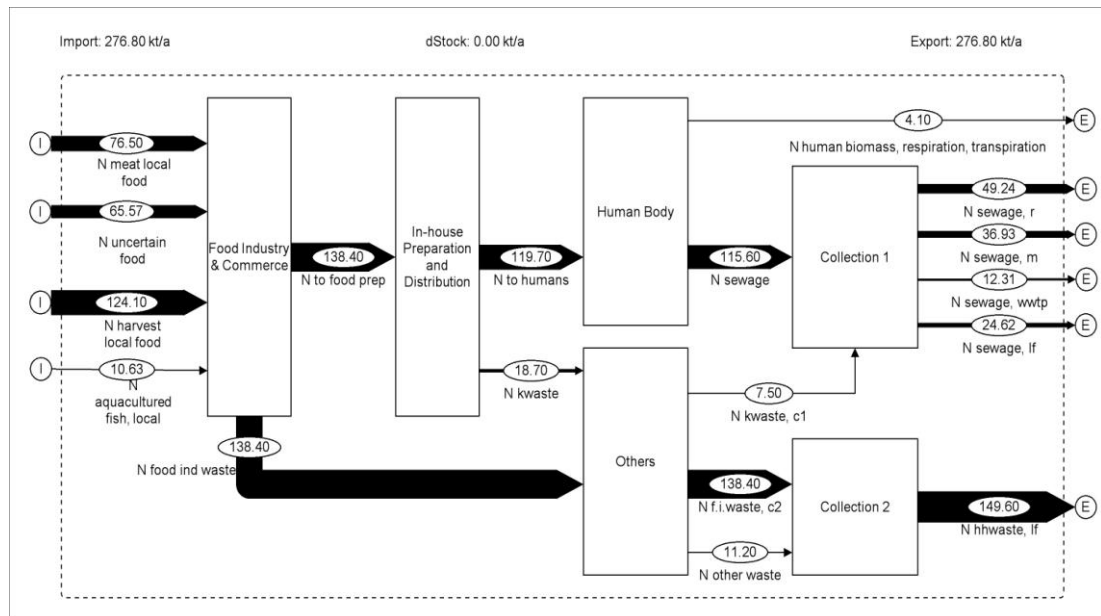 Import: 276.80 kt/a
dStock: 0.00 kt/a
Export: 276.80 kt/a
I
76.50
N meat local
food
I
65.57
N uncertain
food
I
124.10
N harvest
local food
I
10.63
N
aquacultured
fish, local
Food Industry
& Commerce
138.40
N to food prep
138.40
N food ind waste
In-house
Preparation
and
Distribution
119.70
N to humans
18.70
N kwaste
Human Body
4.10
E
N human biomass, respiration, transpiration
115.60
N sewage
Others
7.50
N kwaste, c1
138.40
N f.i.waste, c2
11.20
N other waste
Collection 1
49.24
E
N sewage, r
36.93
E
N sewage, m
12.31
E
N sewage, wwtp
24.62
E
N sewage, lf
Collection 2
149.60
E
N hhwaste, lf